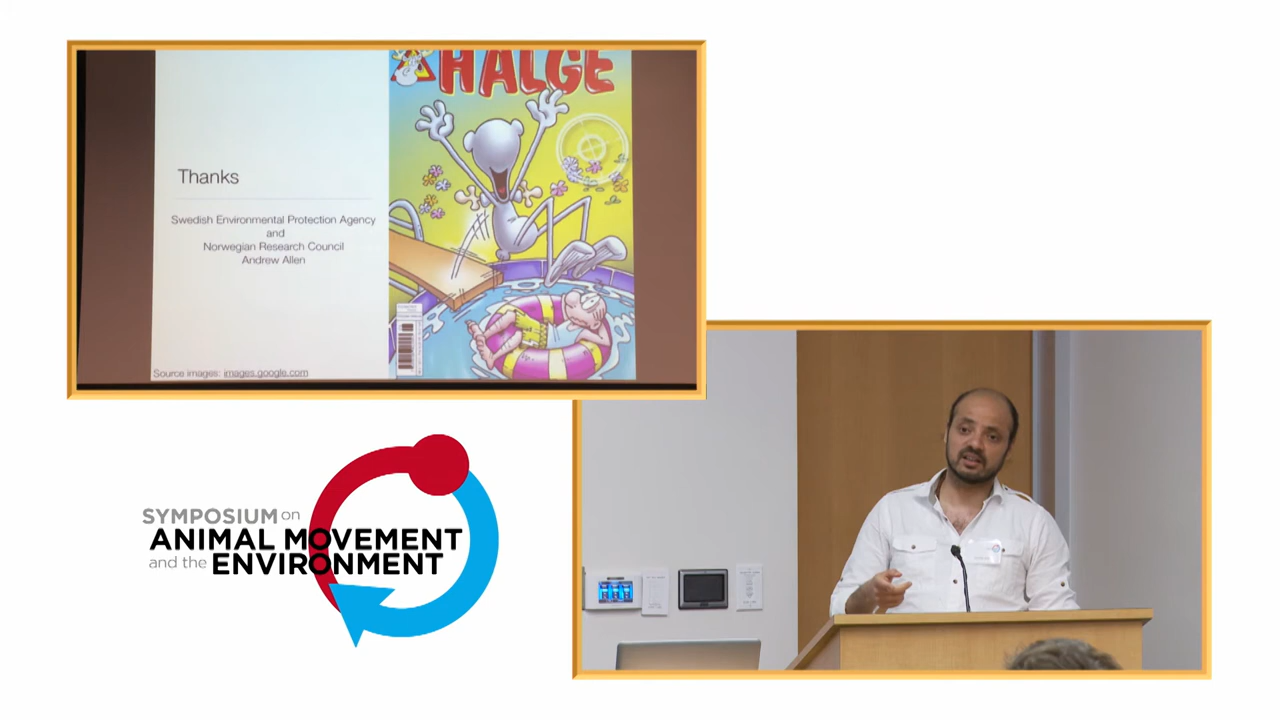 HÄLGE
Thanks
Swedish Environmental Protection Agency
and
Norwegian Research Council
Andrew Allen
Source images: images.google.com
SYMPOSIUM on
ANIMAL MOVEMENT
and the ENVIRONMENT